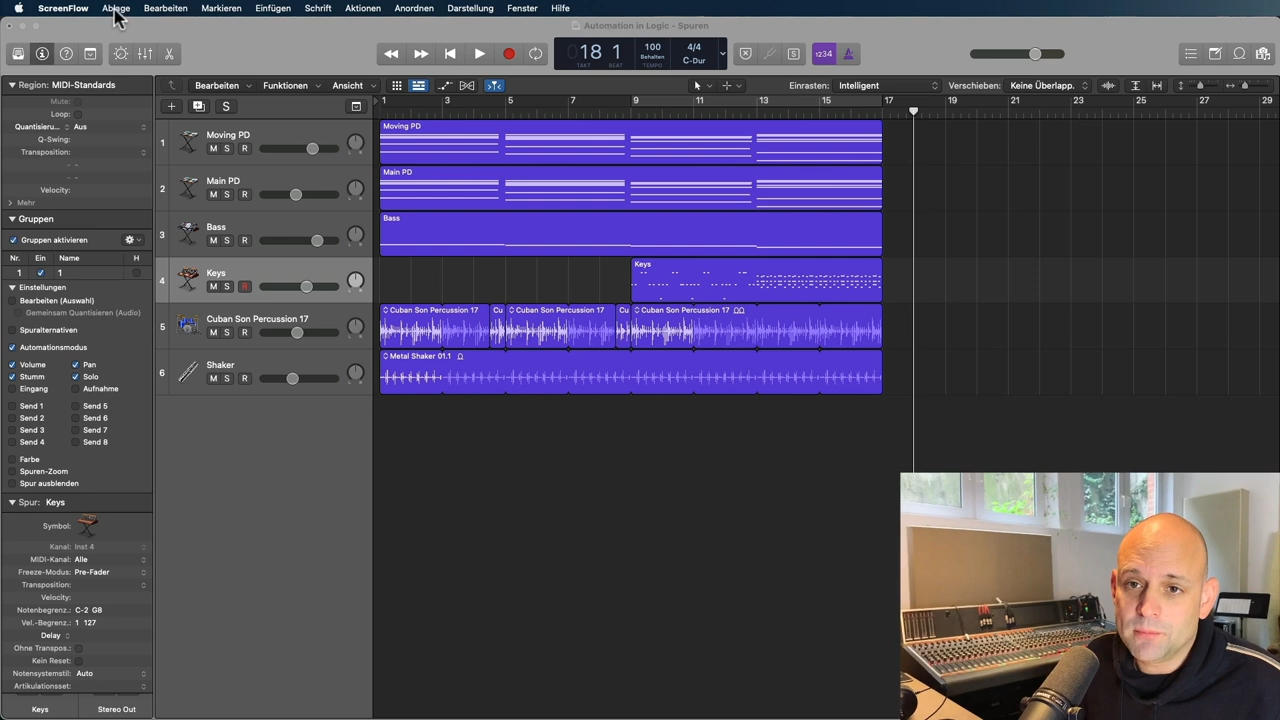 ScreenFlow Ablage Bearbeiten Markieren Einfügen Schrift Aktionen Anordnen Darstellung Fenster Hilfe
Automation in Logic - Spuren
18 1
TAKT BEAT
100
Behalten
TEMPO
4/4
C-Dur
1234
Region: MIDI-Standards
Mute:
Loop:
Quantisieru... Aus
Q-Swing:
Transposition:
Velocity:
Mehr
Gruppen
Gruppen aktivieren
Nr. Ein Name H
1 1
Einstellungen
Bearbeiten (Auswahl)
Gemeinsam Quantisieren (Audio)
Spuralternativen
Automationsmodus
Volume Pan
Stumm Solo
Eingang Aufnahme
Send 1 Send 5
Send 2 Send 6
Send 3 Send 7
Send 4 Send 8
Farbe
Spuren-Zoom
Spur ausblenden
Spur: Keys
Symbol:
Kanal: Inst 4
MIDI-Kanal: Alle
Freeze-Modus: Pre-Fader
Transposition:
Velocity:
Notenbegrenz.: C-2 G8
Vel.-Begrenz.: 1 127
Delay
Ohne Transpos.:
Kein Reset:
Notensystemstil: Auto
Artikulationsset:
Keys Stereo Out
Bearbeiten Funktionen Ansicht
Einrasten: Intelligent
Verschieben: Keine Überlapp.
S
1 3 5 7 9 11 13 15 17 19 21 23 25 27 29
1 Moving PD
M S R
2 Main PD
M S R
3 Bass
M S R
4 Keys
M S R
5 Cuban Son Percussion 17
M S R
6 Shaker
M S R
Moving PD
Main PD
Bass
Keys
Cuban Son Percussion 17 Cu Cuban Son Percussion 17 Cu Cuban Son Percussion 17
Metal Shaker 01.1